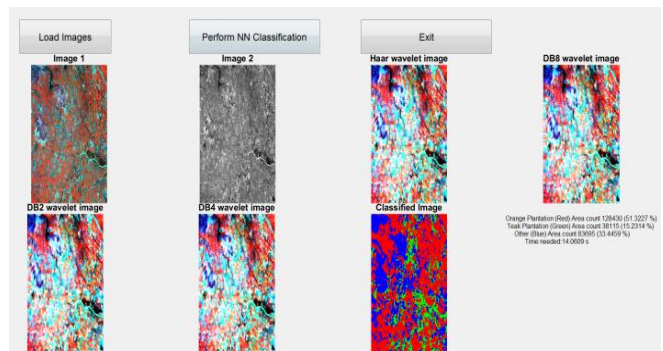 Load Images
Perform NN Classification
Exit
Image 1
Image 2
Haar wavelet image
DB8 wavelet image
DB2 wavelet image
DB4 wavelet image
Classified Image
Orange Plantation (Red) Area count 128430 (51.3227 %)
Teak Plantation (Green) Area count 38115 (15.2314 %)
Other (Blue) Area count 83695 (33.4459 %)
Time needed:14.0609 s